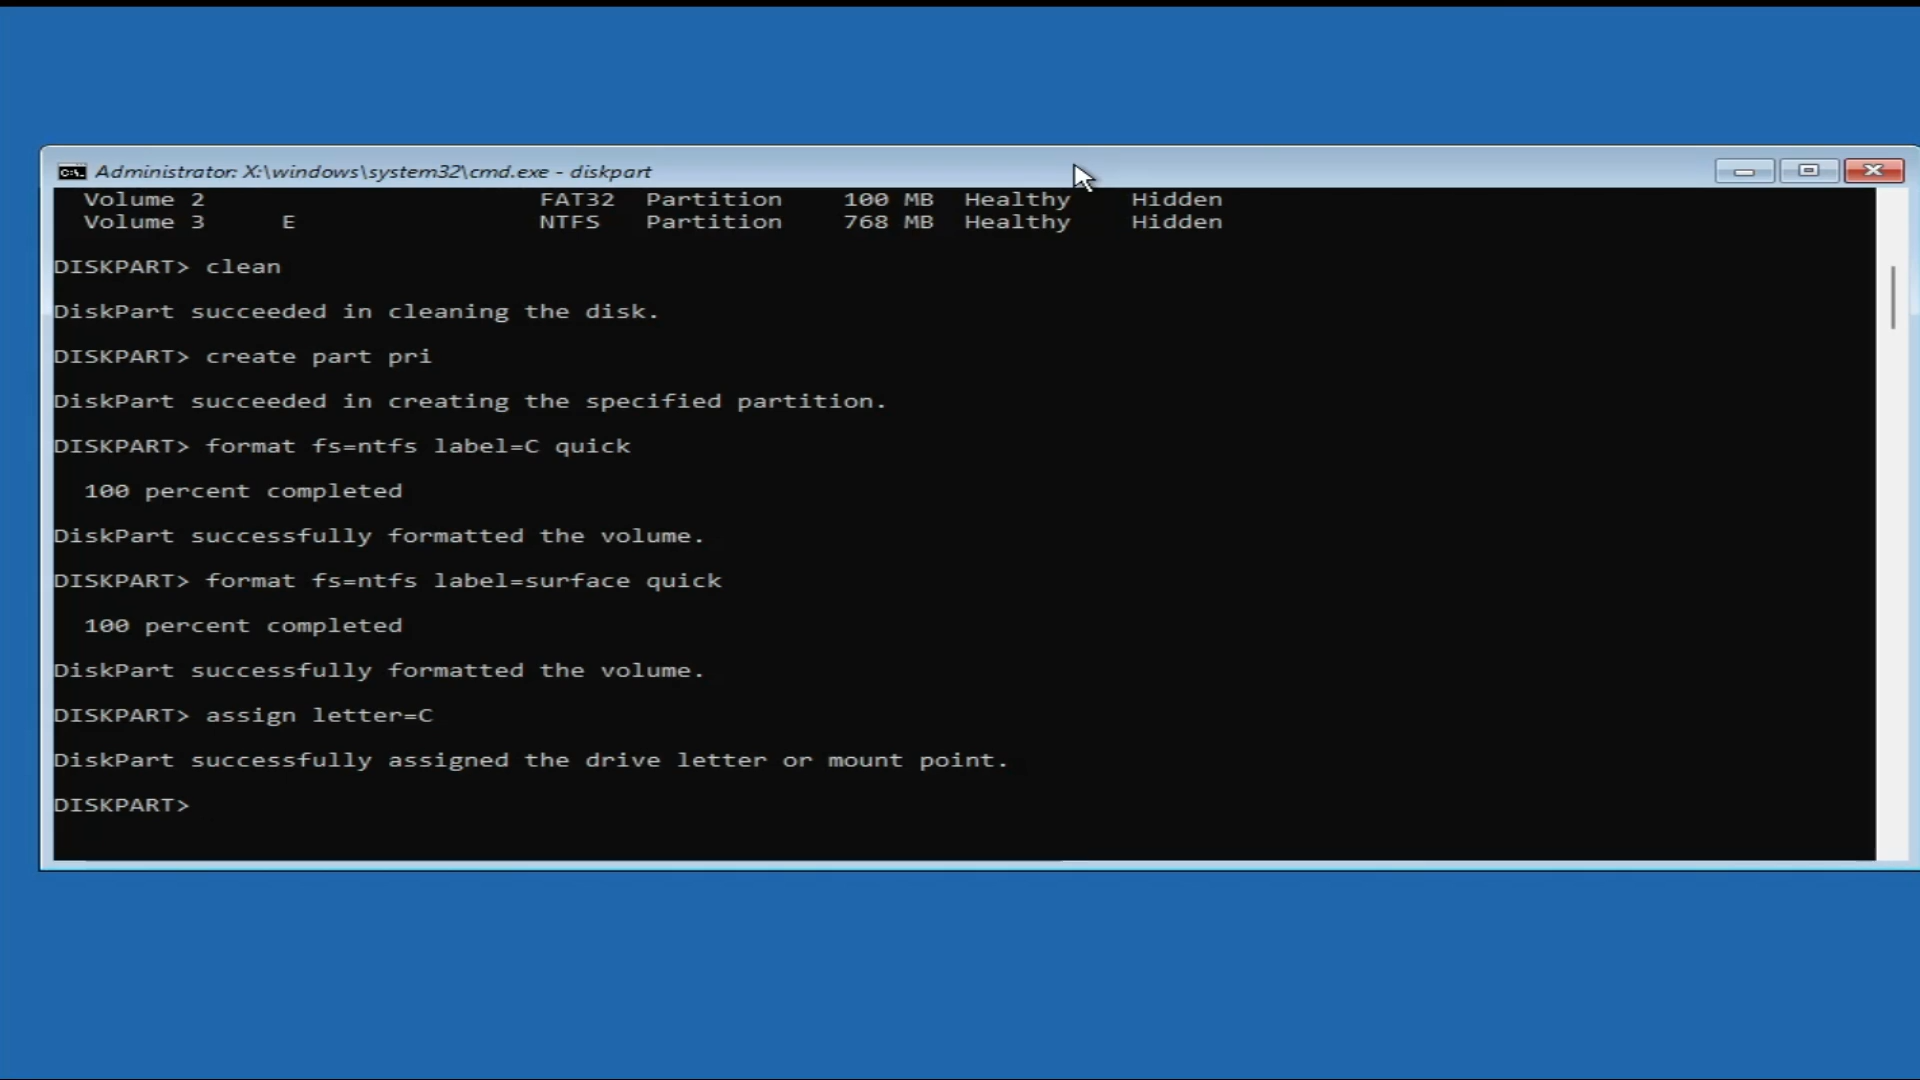 Administrator: X:\windows\system32\cmd.exe - diskpart
Volume 2 FAT32 Partition 100 MB Healthy Hidden
Volume 3 E NTFS Partition 768 MB Healthy Hidden
DISKPART> clean
DiskPart succeeded in cleaning the disk.
DISKPART> create part pri
DiskPart succeeded in creating the specified partition.
DISKPART> format fs=ntfs label=C quick
100 percent completed
DiskPart successfully formatted the volume.
DISKPART> format fs=ntfs label=surface quick
100 percent completed
DiskPart successfully formatted the volume.
DISKPART> assign letter=C
DiskPart successfully assigned the drive letter or mount point.
DISKPART>